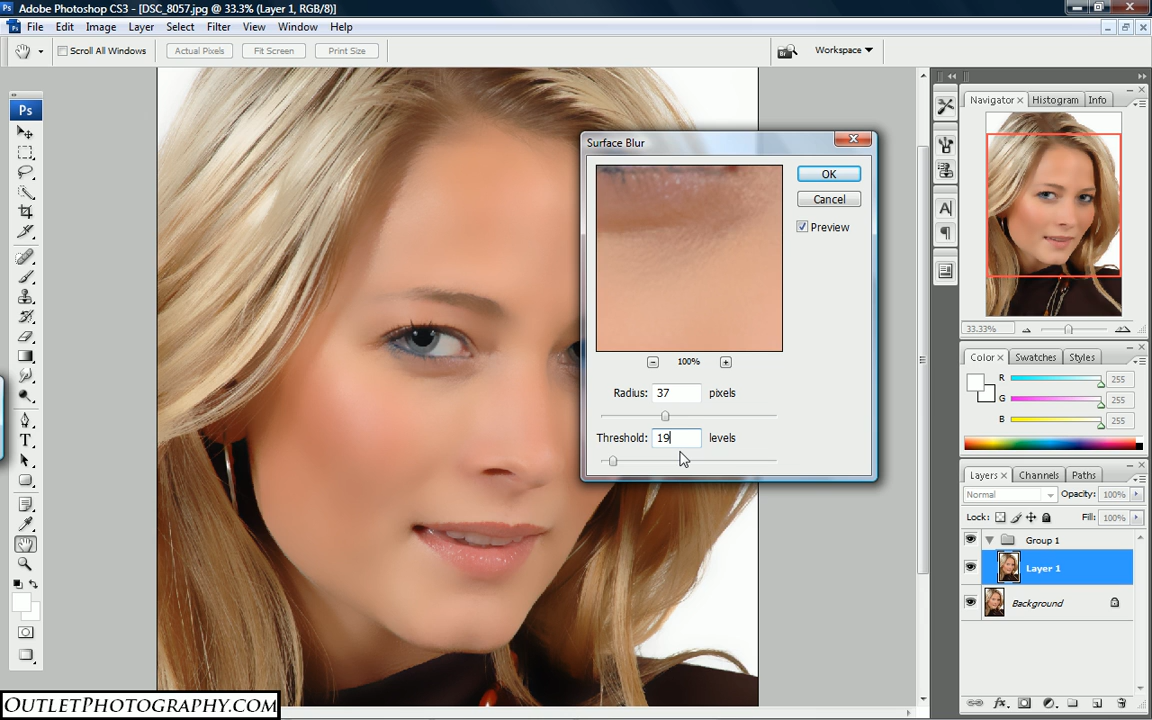 Ps Adobe Photoshop CS3 - [DSC_8057.jpg @ 33.3% (Layer 1, RGB/8)]
Ps File Edit Image Layer Select Filter View Window Help
Scroll All Windows Actual Pixels Fit Screen Print Size Workspace
Ps
Surface Blur
OK
Cancel
Preview
100%
Radius: 37 pixels
Threshold: 19 levels
Navigator × Histogram Info
33.33%
Color × Swatches Styles
R 255
G 255
B 255
Layers × Channels Paths
Normal Opacity: 100%
Lock: Fill: 100%
Group 1
Layer 1
Background
OutletPhotography.com